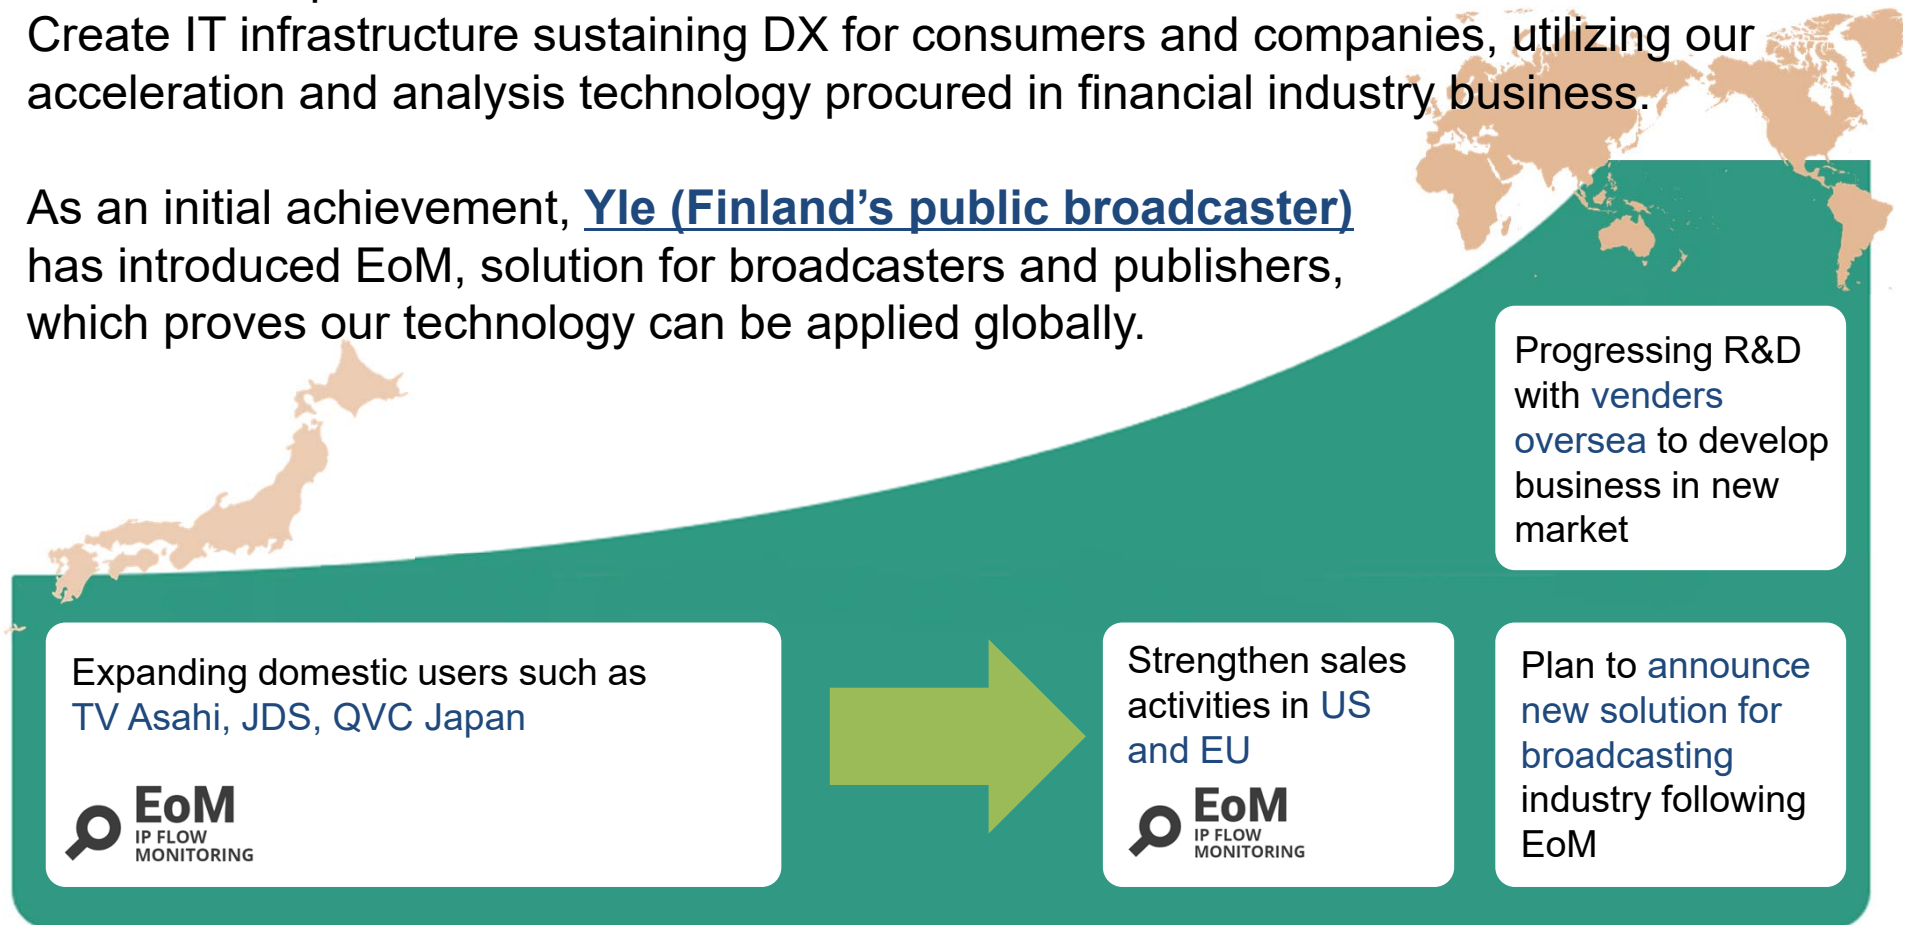 Create IT infrastructure sustaining DX for consumers and companies, utilizing our
acceleration and analysis technology procured in financial industry business.
As an initial achievement, Yle (Finland’s public broadcaster)
has introduced EoM, solution for broadcasters and publishers,
which proves our technology can be applied globally.
Progressing R&D
with venders
oversea to develop
business in new
market
Expanding domestic users such as
TV Asahi, JDS, QVC Japan
EoM
IP FLOW
MONITORING
Strengthen sales
activities in US
and EU
EoM
IP FLOW
MONITORING
Plan to announce
new solution for
broadcasting
industry following
EoM